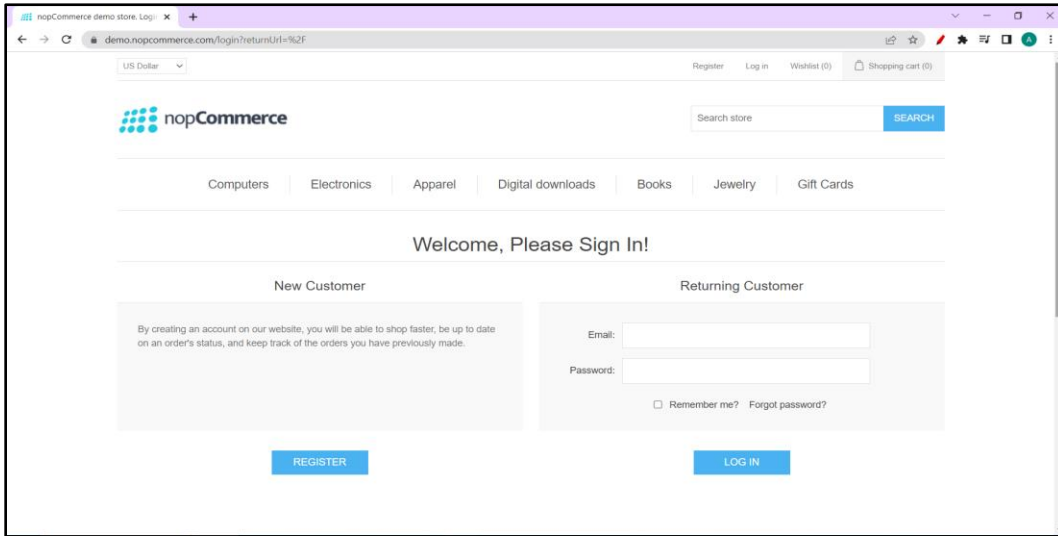 nopCommerce demo store. Login
demo.nopcommerce.com/login?returnUrl=%2F
A
US Dollar
Register Log in Wishlist (0) Shopping cart (0)
nopCommerce
Search store SEARCH
Computers Electronics Apparel Digital downloads Books Jewelry Gift Cards
Welcome, Please Sign In!
New Customer
Returning Customer
By creating an account on our website, you will be able to shop faster, be up to date
on an order's status, and keep track of the orders you have previously made.
Email:
Password:
Remember me? Forgot password?
REGISTER
LOG IN